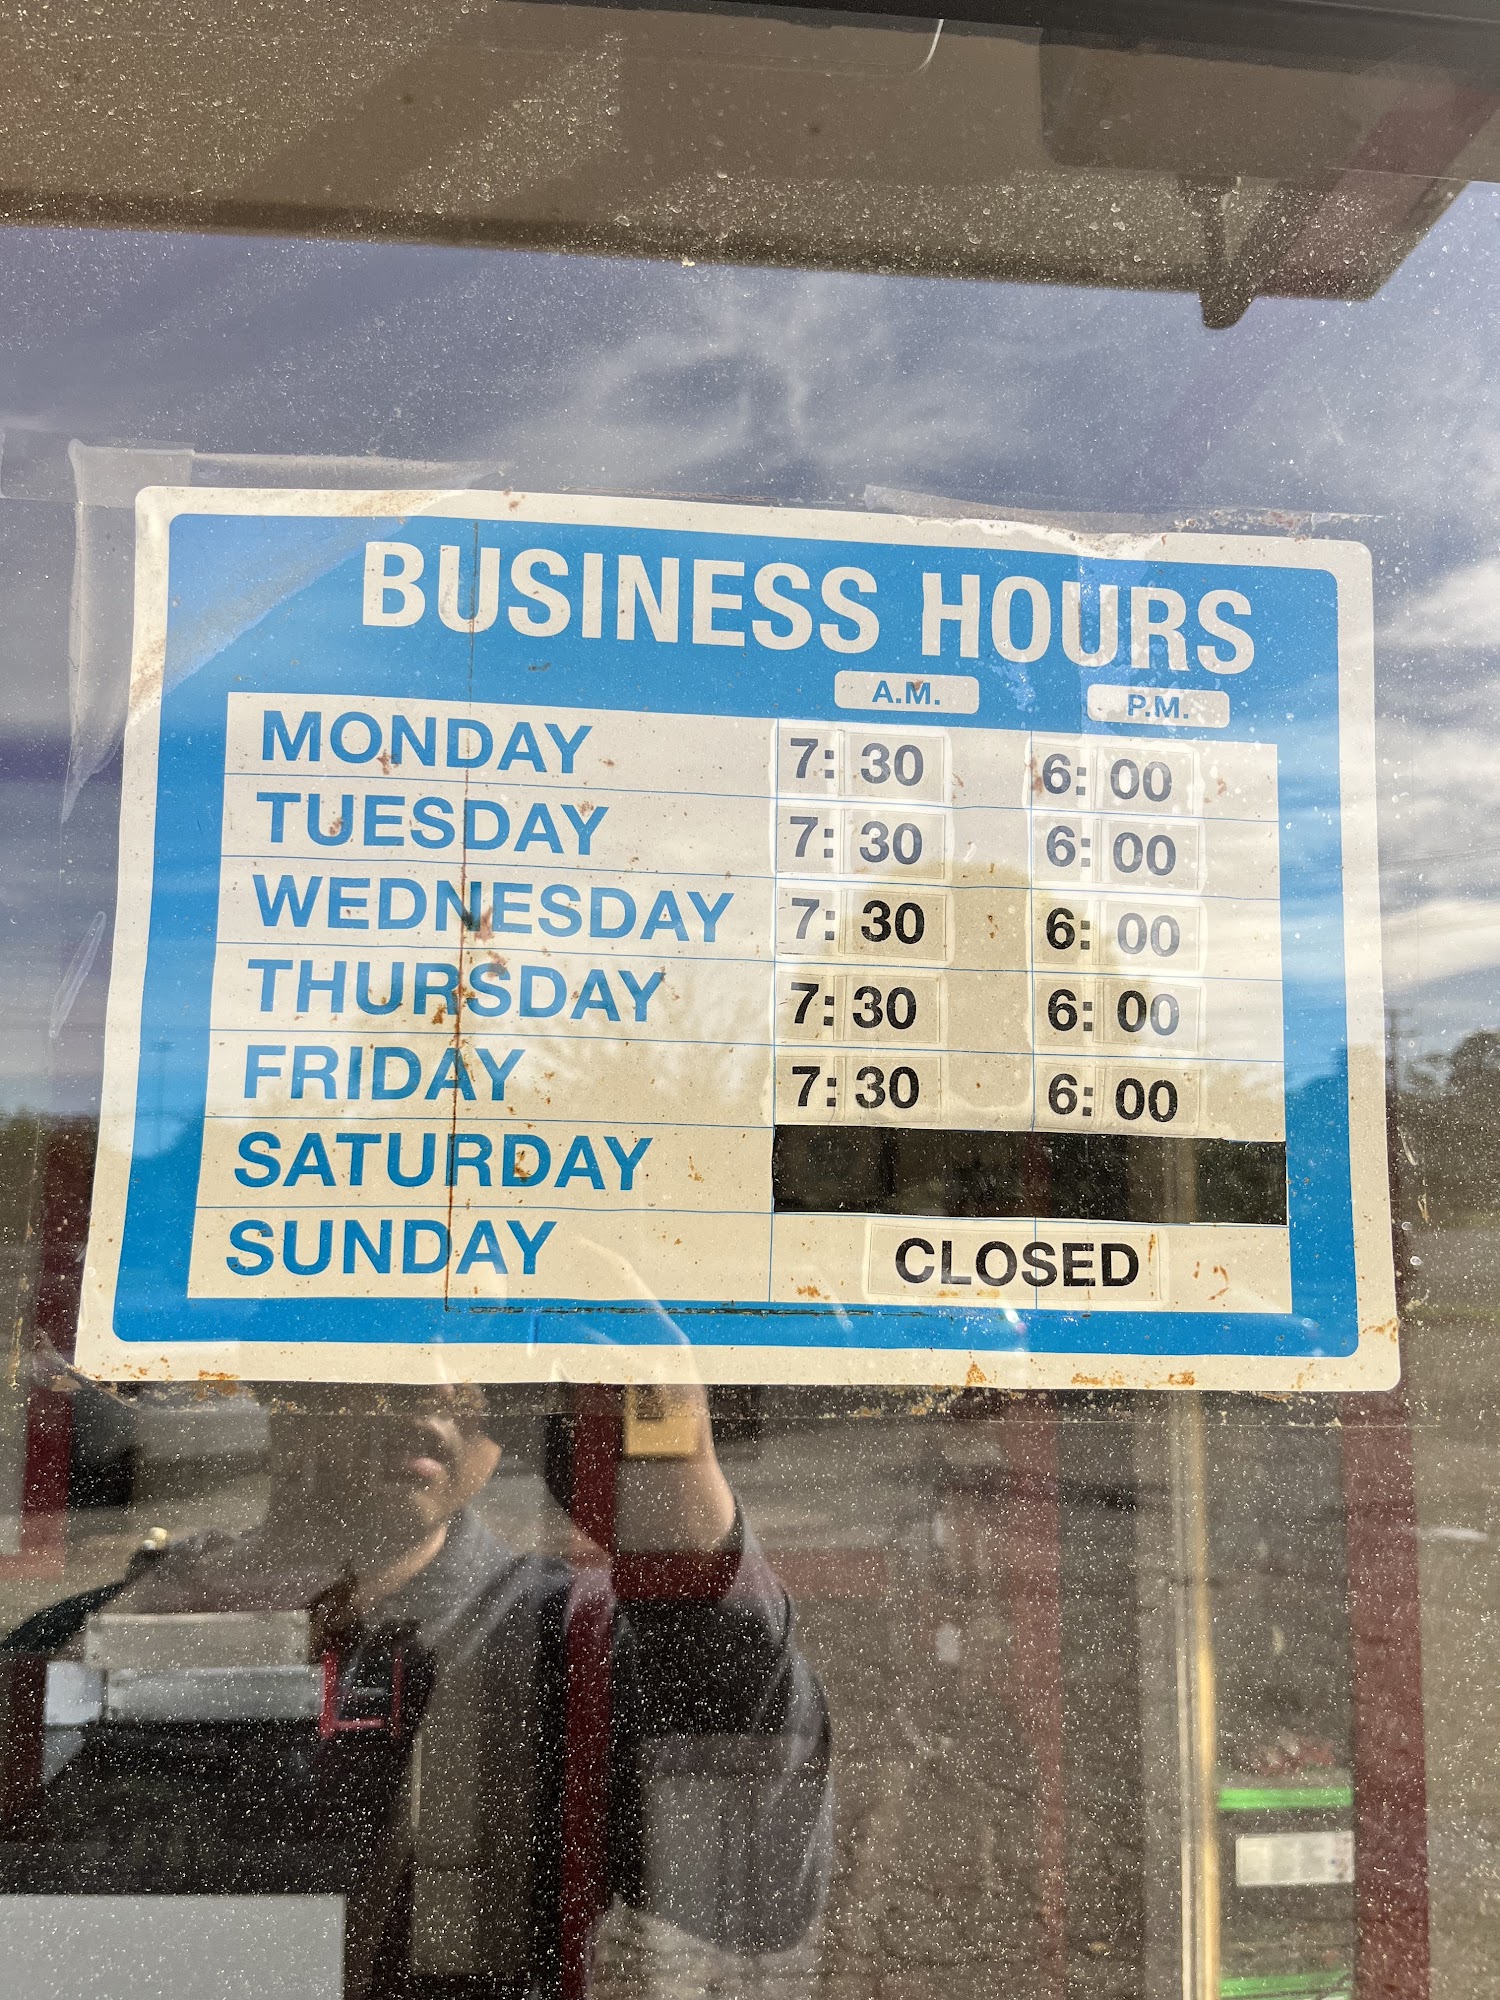 BUSINESS HOURS
A.M. P.M.
MONDAY 7:30 6:00
TUESDAY 7:30 6:00
WEDNESDAY 7:30 6:00
THURSDAY 7:30 6:00
FRIDAY 7:30 6:00
SATURDAY
SUNDAY CLOSED